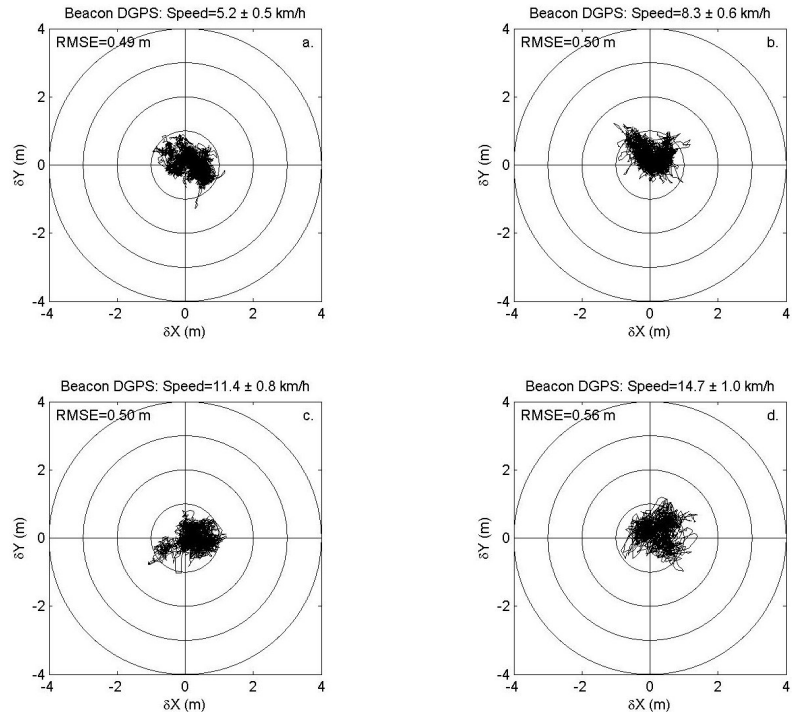 Beacon DGPS: Speed=5.2 ± 0.5 km/h
RMSE=0.49 m
a.
4
2
0
-2
-4
δY (m)
-4 -2 0 2 4
δX (m)
Beacon DGPS: Speed=8.3 ± 0.6 km/h
RMSE=0.50 m
b.
4
2
0
-2
-4
δY (m)
-4 -2 0 2 4
δX (m)
Beacon DGPS: Speed=11.4 ± 0.8 km/h
RMSE=0.50 m
c.
4
2
0
-2
-4
δY (m)
-4 -2 0 2 4
δX (m)
Beacon DGPS: Speed=14.7 ± 1.0 km/h
RMSE=0.56 m
d.
4
2
0
-2
-4
δY (m)
-4 -2 0 2 4
δX (m)